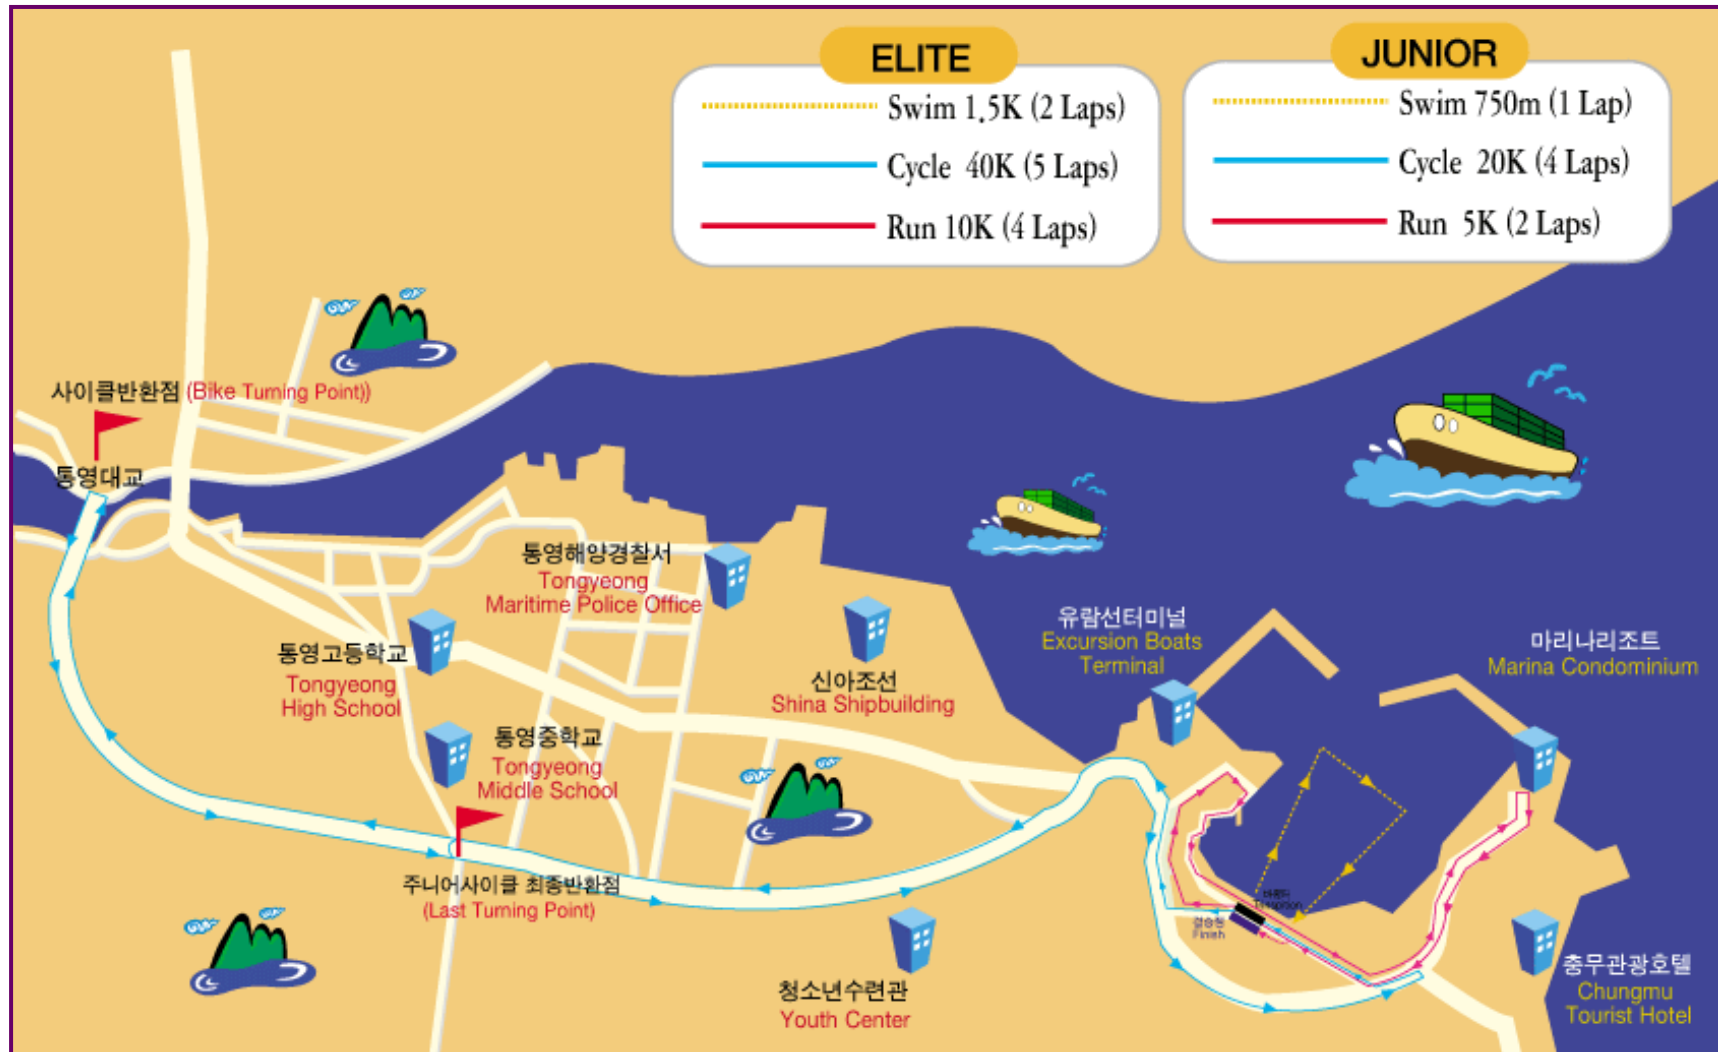 ELITE
Swim 1.5K (2 Laps)
Cycle 40K (5 Laps)
Run 10K (4 Laps)
JUNIOR
Swim 750m (1 Lap)
Cycle 20K (4 Laps)
Run 5K (2 Laps)
사이클반환점 (Bike Turning Point))
통영대교
통영해양경찰서
Tongyeong
Maritime Police Office
통영고등학교
Tongyeong
High School
신아조선
Shina Shipbuilding
유람선터미널
Excursion Boats
Terminal
마리나리조트
Marina Condominium
통영중학교
Tongyeong
Middle School
주니어사이클 최종반환점
(Last Turning Point)
결승점
Finish
청소년수련관
Youth Center
충무관광호텔
Chungmu
Tourist Hotel